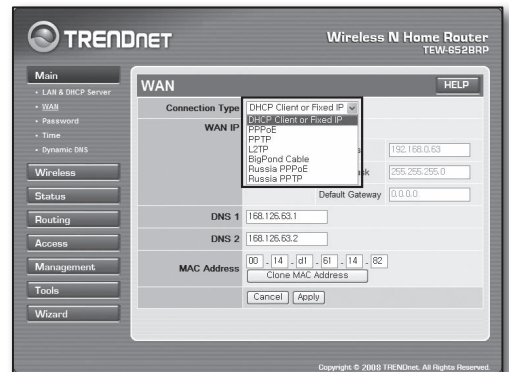 TRENDNET
Wireless N Home Router
TEW-652BRP
Main
• LAN & DHCP Server
• WAN
• Password
• Time
• Dynamic DNS
Wireless
Status
Routing
Access
Management
Tools
Wizard
WAN
HELP
Connection Type DHCP Client or Fixed IP
DHCP Client or Fixed IP
PPPoE
PPTP
L2TP
BigPond Cable
Russia PPPoE
Russia PPTP
WAN IP
192.168.0.63
255.255.255.0
Default Gateway 0.0.0.0
DNS 1 168.126.63.1
DNS 2 168.126.63.2
MAC Address 00 - 14 - d1 - 61 - 14 - 82
Clone MAC Address
Cancel Apply
Copyright © 2008 TRENDnet. All Rights Reserved.